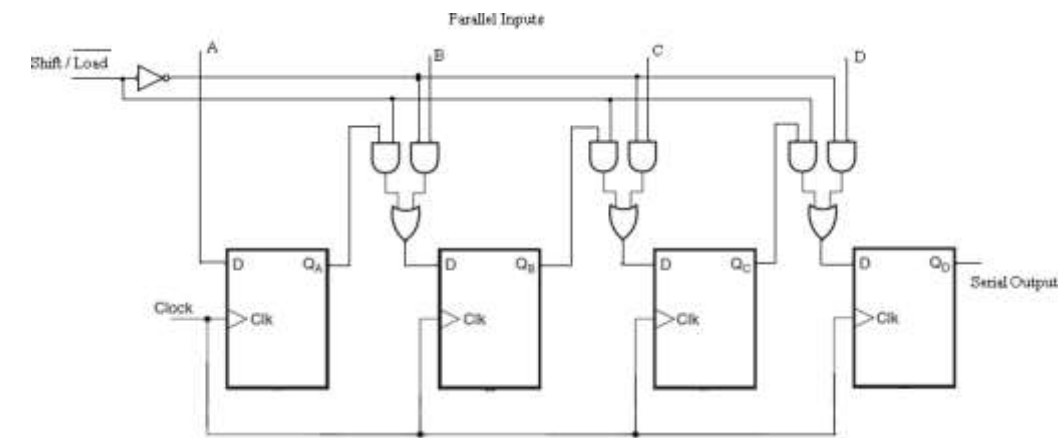 Parallel Inputs
A
B
C
D
Shift / Load
D QA
D QB
D QC
D QD
Serial Output
Clock
Clk
Clk
Clk
Clk